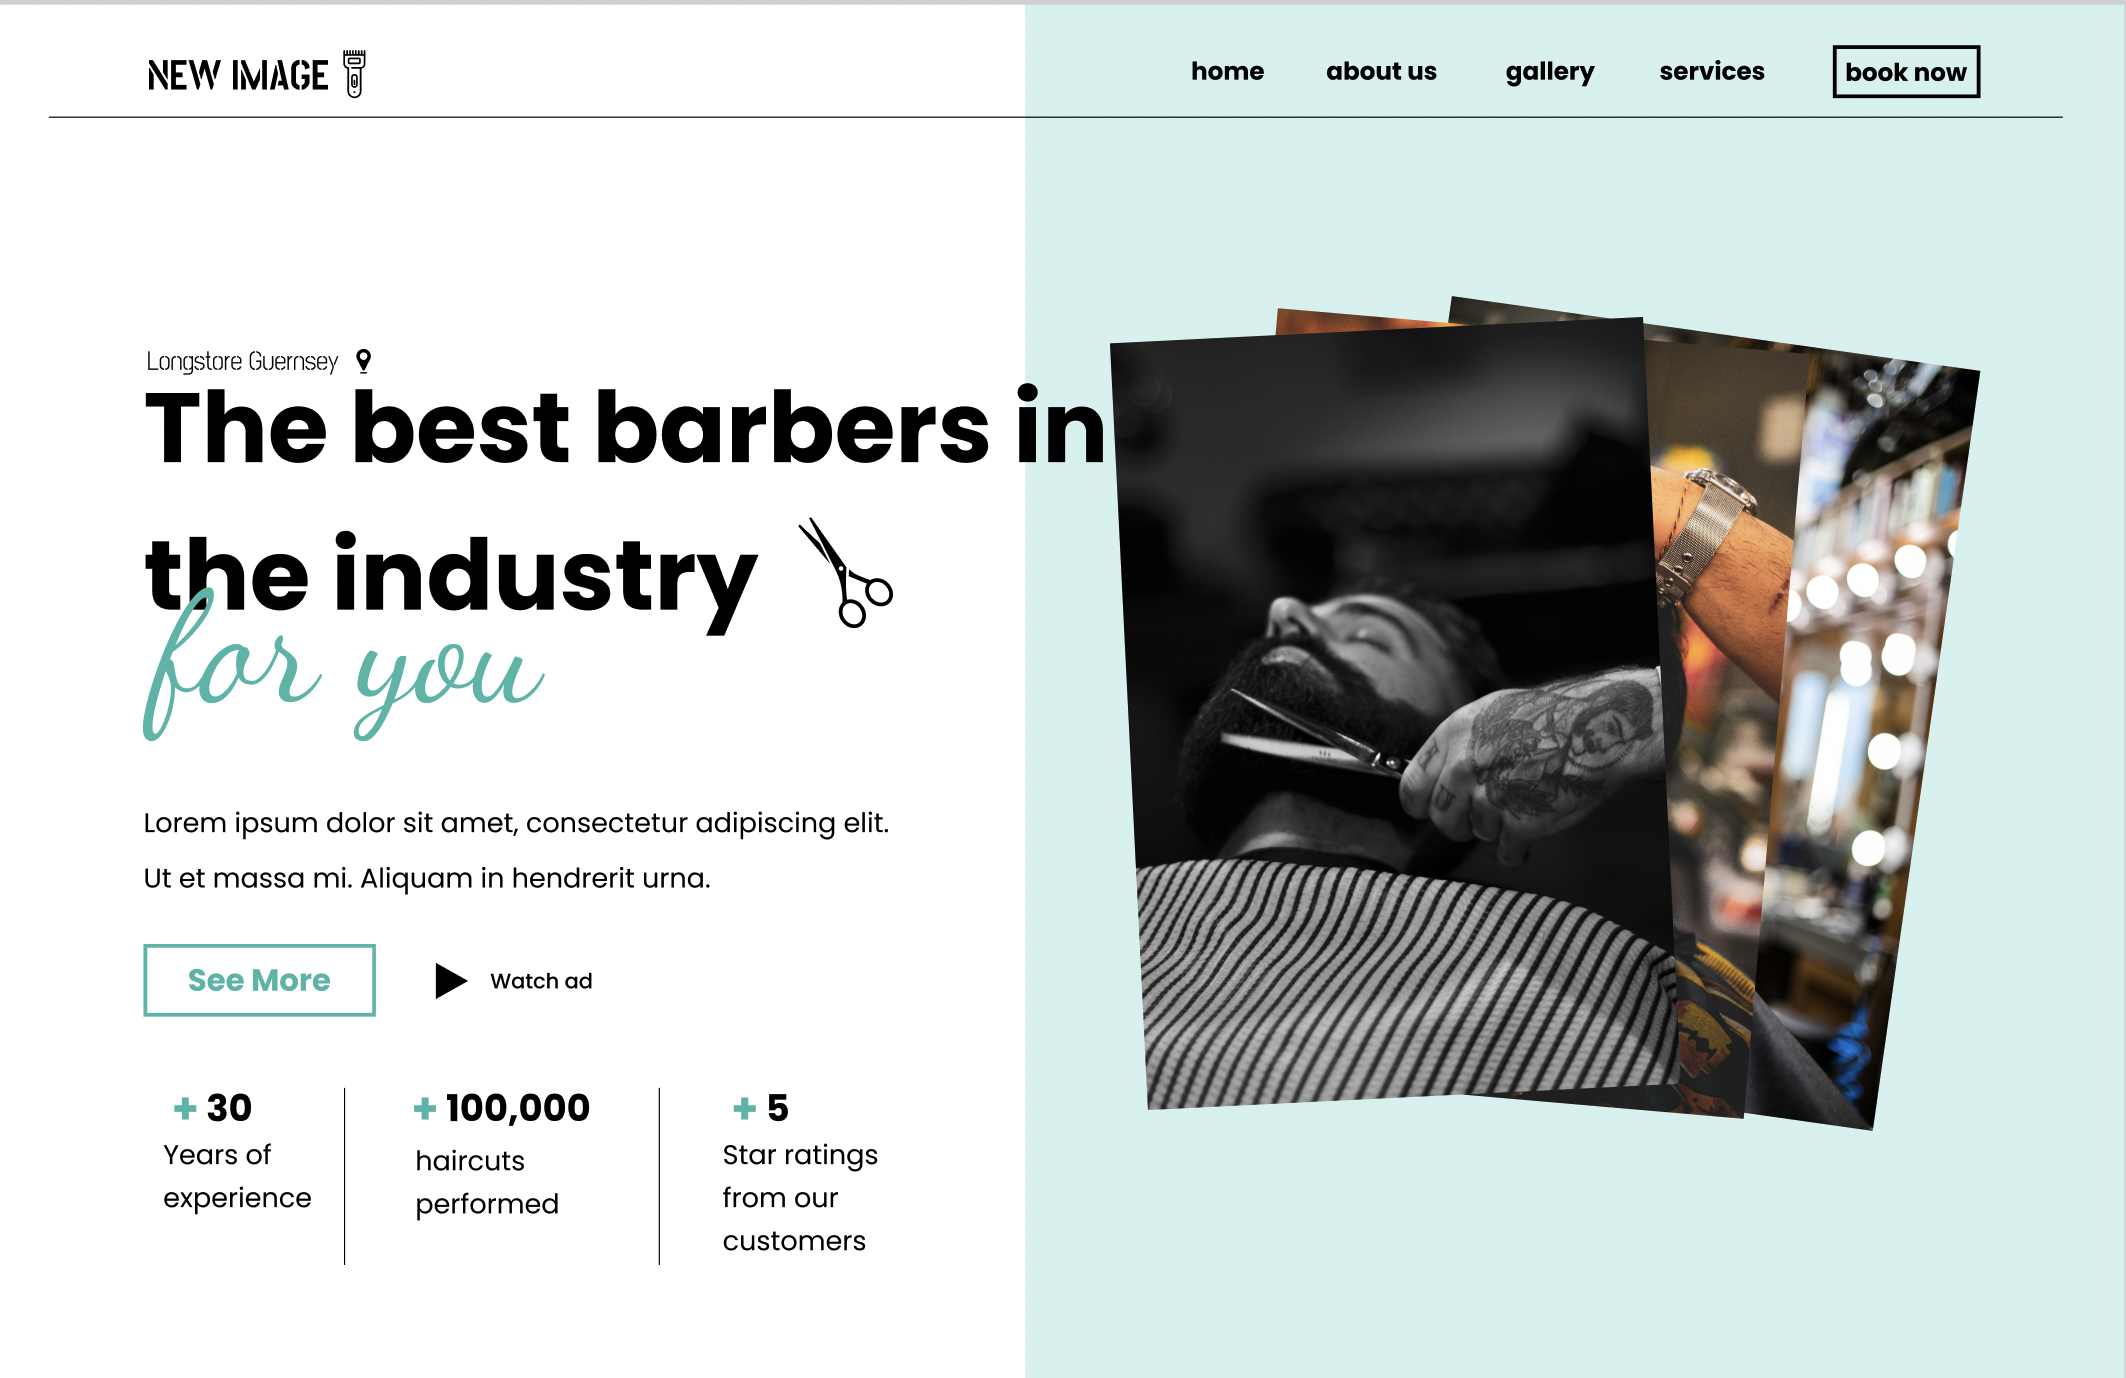 NEW IMAGE
home about us gallery services book now
Longstore Guernsey
The best barbers in
the industry
for you
Lorem ipsum dolor sit amet, consectetur adipiscing elit.
Ut et massa mi. Aliquam in hendrerit urna.
See More
Watch ad
+ 30
Years of
experience
+ 100,000
haircuts
performed
+ 5
Star ratings
from our
customers